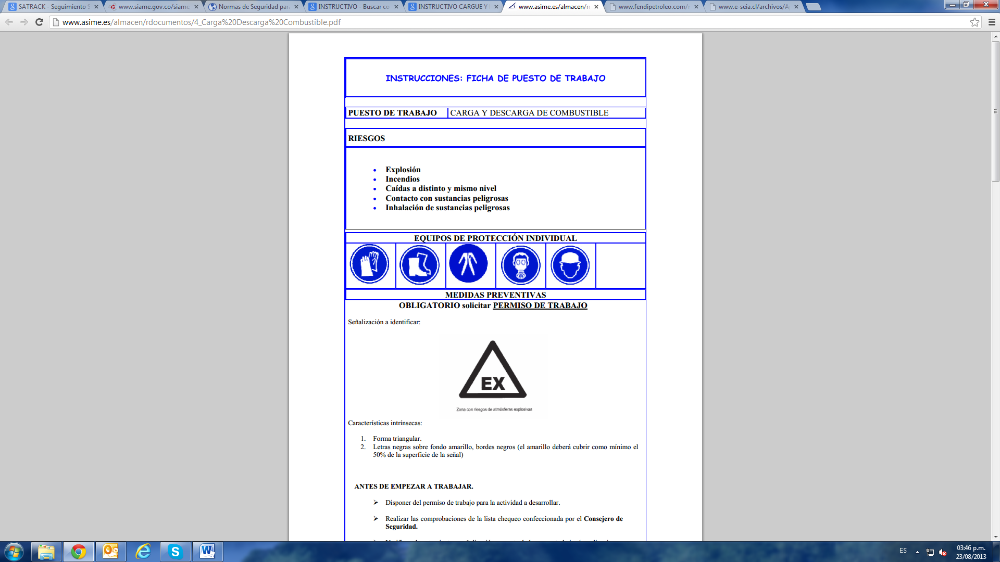 SATRACK - Seguimiento S
www.siame.gov.co/siame
Normas de Seguridad par
INSTRUCTIVO - Buscar co
INSTRUCTIVO CARGUE Y
www.asime.es/almacen/r
www.fendipetroleo.com/
www.e-seia.cl/archivos/A
www.asime.es/almacen/rdocumentos/4_Carga%20Descarga%20Combustible.pdf
INSTRUCCIONES: FICHA DE PUESTO DE TRABAJO
PUESTO DE TRABAJO CARGA Y DESCARGA DE COMBUSTIBLE
RIESGOS
• Explosión
• Incendios
• Caídas a distinto y mismo nivel
• Contacto con sustancias peligrosas
• Inhalación de sustancias peligrosas
EQUIPOS DE PROTECCIÓN INDIVIDUAL
MEDIDAS PREVENTIVAS
OBLIGATORIO solicitar PERMISO DE TRABAJO
Señalización a identificar:
EX
Zona con riesgos de atmósferas explosivas
Características intrínsecas:
1. Forma triangular.
2. Letras negras sobre fondo amarillo, bordes negros (el amarillo deberá cubrir como mínimo el
50% de la superficie de la señal)
ANTES DE EMPEZAR A TRABAJAR.
➢ Disponer del permiso de trabajo para la actividad a desarrollar.
➢ Realizar las comprobaciones de la lista chequeo confeccionada por el Consejero de
Seguridad.
ES
03:46 p.m.
23/08/2013